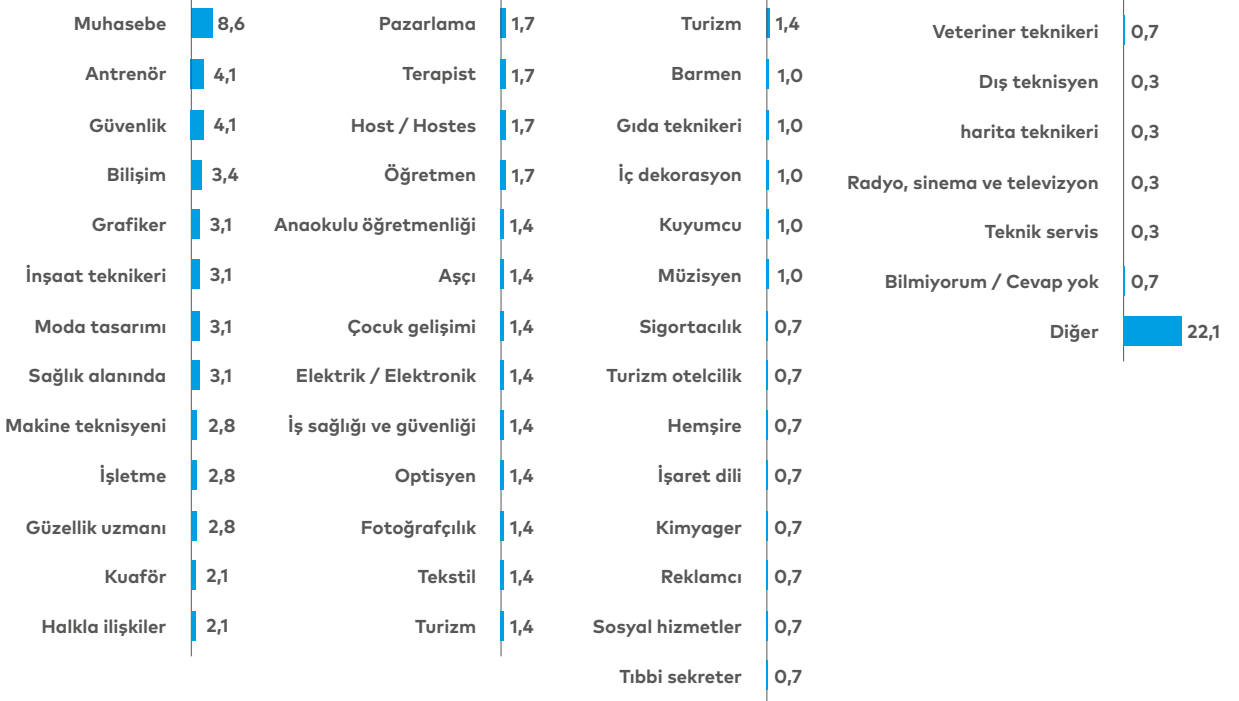 Muhasebe 8,6
Antrenör 4,1
Güvenlik 4,1
Bilişim 3,4
Grafiker 3,1
İnşaat teknikeri 3,1
Moda tasarımı 3,1
Sağlık alanında 3,1
Makine teknisyeni 2,8
İşletme 2,8
Güzellik uzmanı 2,8
Kuaför 2,1
Halkla ilişkiler 2,1
Pazarlama 1,7
Terapist 1,7
Host / Hostes 1,7
Öğretmen 1,7
Anaokulu öğretmenliği 1,4
Aşçı 1,4
Çocuk gelişimi 1,4
Elektrik / Elektronik 1,4
İş sağlığı ve güvenliği 1,4
Optisyen 1,4
Fotoğrafçılık 1,4
Tekstil 1,4
Turizm 1,4
Turizm 1,4
Barmen 1,0
Gıda teknikeri 1,0
İç dekorasyon 1,0
Kuyumcu 1,0
Müzisyen 1,0
Sigortacılık 0,7
Turizm otelcilik 0,7
Hemşire 0,7
İşaret dili 0,7
Kimyager 0,7
Reklamcı 0,7
Sosyal hizmetler 0,7
Tıbbi sekreter 0,7
Veteriner teknikeri 0,7
Dış teknisyen 0,3
harita teknikeri 0,3
Radyo, sinema ve televizyon 0,3
Teknik servis 0,3
Bilmiyorum / Cevap yok 0,7
Diğer 22,1